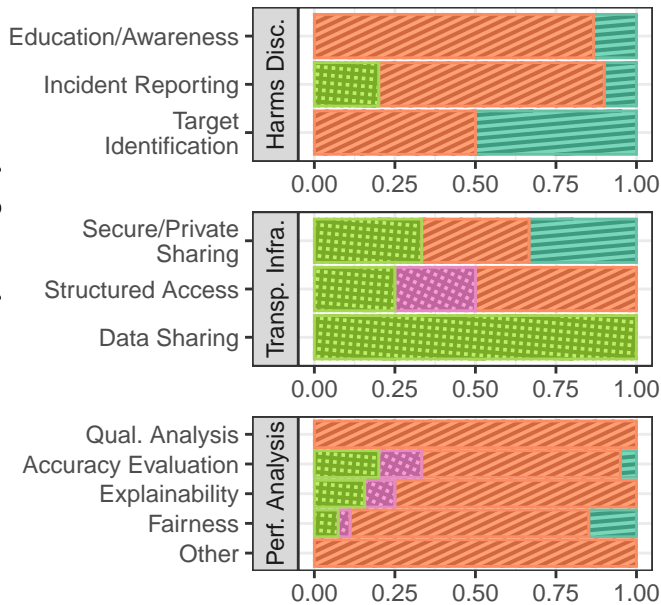 Harms Disc.
Education/Awareness
Incident Reporting
Target
Identification
0.00 0.25 0.50 0.75 1.00
Transp. Infra.
Secure/Private
Sharing
Structured Access
Data Sharing
0.00 0.25 0.50 0.75 1.00
Perf. Analysis
Qual. Analysis
Accuracy Evaluation
Explainability
Fairness
Other
0.00 0.25 0.50 0.75 1.00